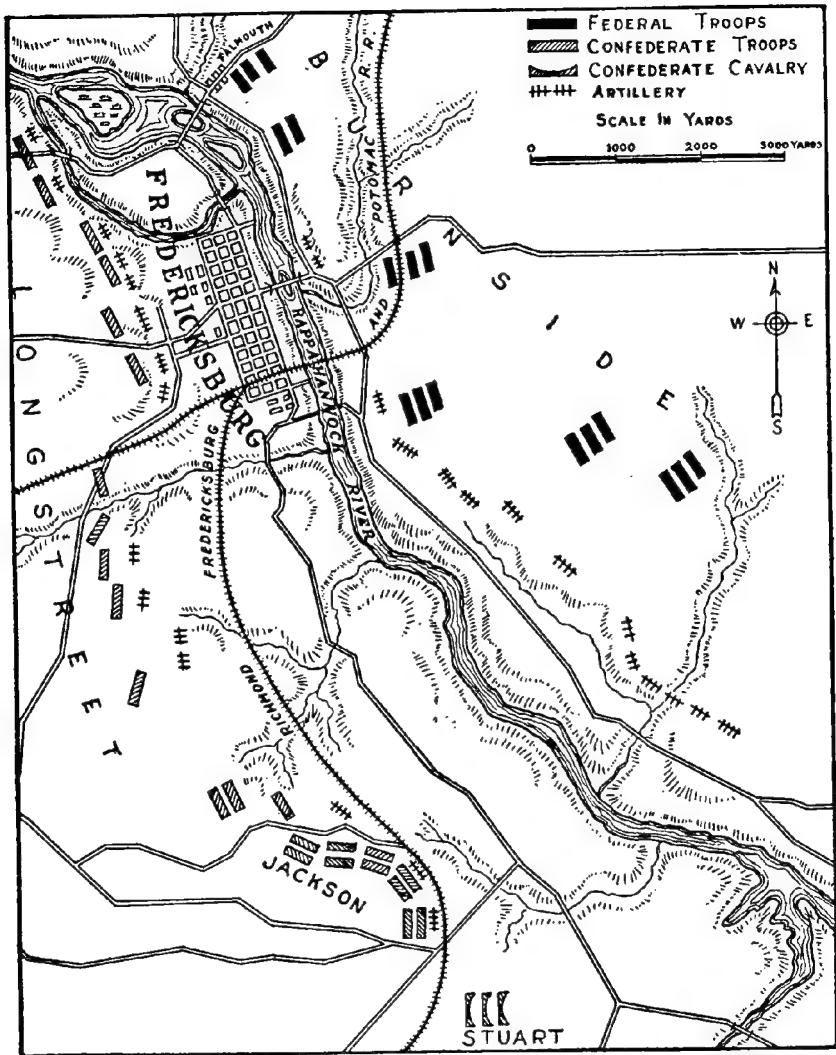 FEDERAL TROOPS
CONFEDERATE TROOPS
CONFEDERATE CAVALRY
ARTILLERY
SCALE IN YARDS
0 1000 2000 3000 YARDS
FALMOUTH
BURNSIDE
R. R.
POTOMAC
AND
FREDERICKSBURG
RICHMOND
N
W E
S
FREDERICKSBURG
RAPPAHANNOCK RIVER
LONGSTREET
JACKSON
STUART